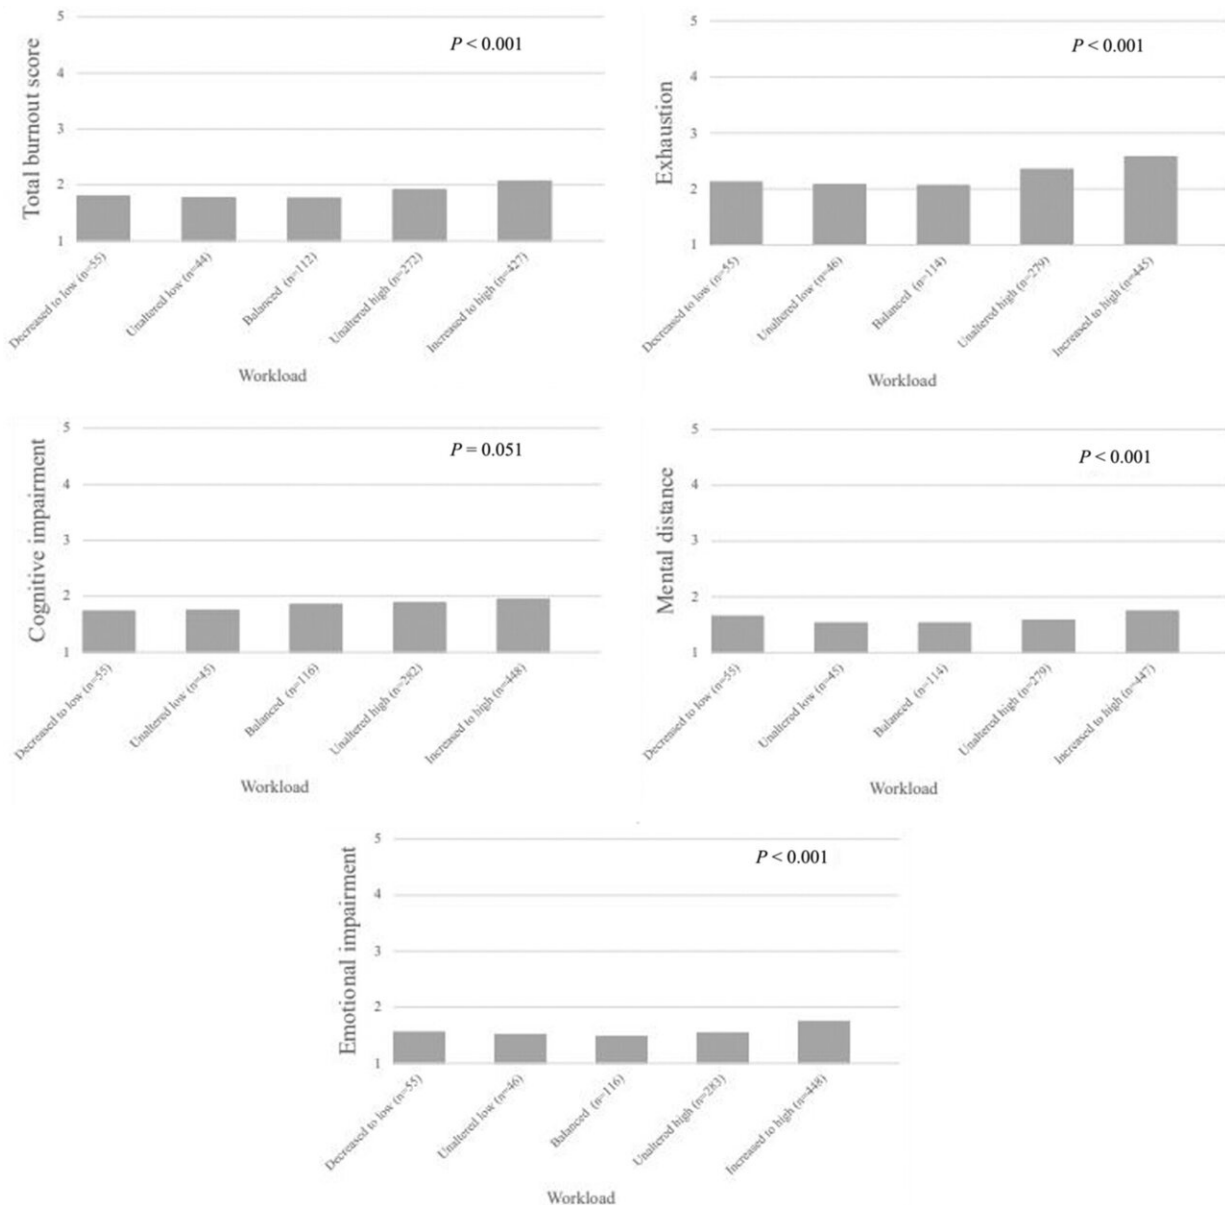 Total burnout score
5
4
3
2
1
P < 0.001
Decreased to low (n=55)
Unaltered low (n=44)
Balanced (n=112)
Unaltered high (n=272)
Increased to high (n=427)
Workload
Exhaustion
5
4
3
2
1
P < 0.001
Decreased to low (n=55)
Unaltered low (n=46)
Balanced (n=114)
Unaltered high (n=279)
Increased to high (n=445)
Workload
Cognitive impairment
5
4
3
2
1
P = 0.051
Decreased to low (n=55)
Unaltered low (n=45)
Balanced (n=116)
Unaltered high (n=282)
Increased to high (n=448)
Workload
Mental distance
5
4
3
2
1
P < 0.001
Decreased to low (n=55)
Unaltered low (n=45)
Balanced (n=114)
Unaltered high (n=279)
Increased to high (n=447)
Workload
Emotional impairment
5
4
3
2
1
P < 0.001
Decreased to low (n=55)
Unaltered low (n=46)
Balanced (n=116)
Unaltered high (n=283)
Increased to high (n=448)
Workload